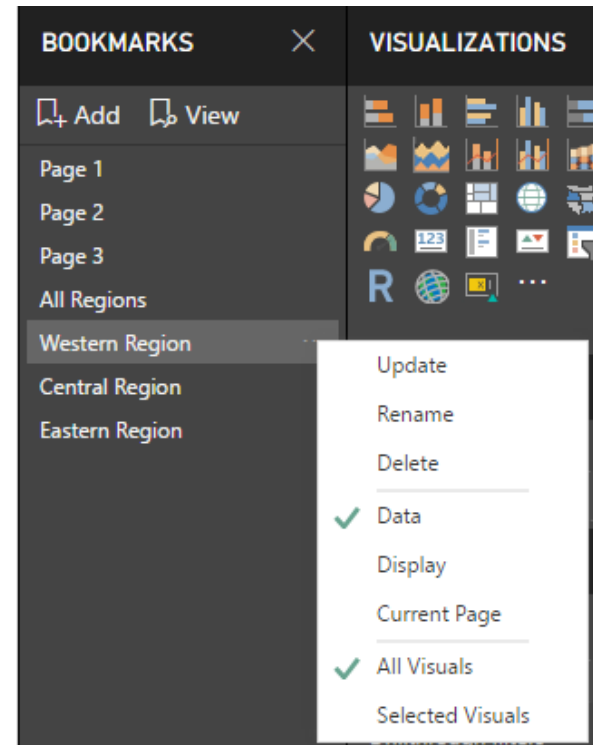 BOOKMARKS
VISUALIZATIONS
Add View
Page 1
Page 2
Page 3
All Regions
Western Region
Central Region
Eastern Region
123
R
Update
Rename
Delete
Data
Display
Current Page
All Visuals
Selected Visuals